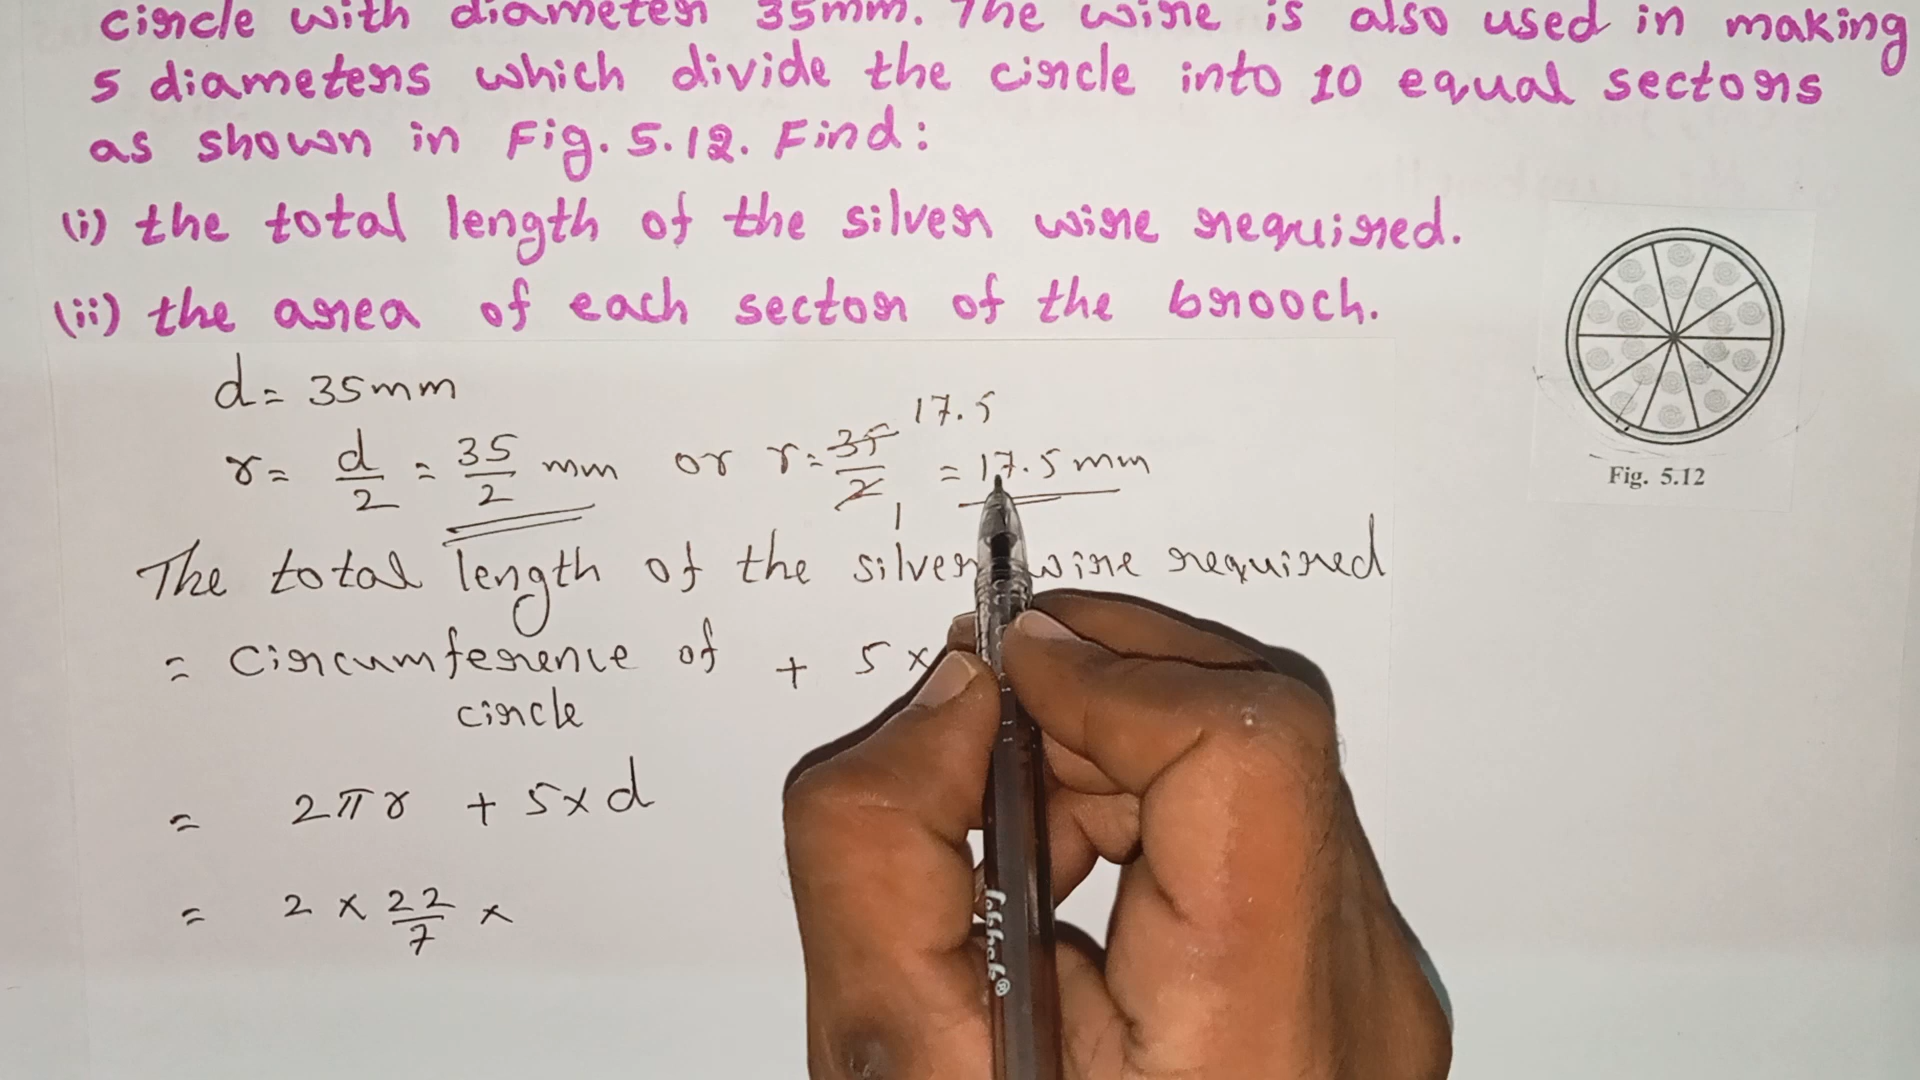 circle with diameter 35mm. The wire is also used in making
5 diameters which divide the circle into 10 equal sectors
as shown in Fig. 5.12. Find:
(i) the total length of the silver wire required.
(ii) the area of each sector of the brooch.
Fig. 5.12
d = 35mm
r = d/2 = 35/2 mm or r = 35/2 = 17.5 mm
17.5
1
The total length of the silver wire required
= circumference of circle + 5 ×
= 2πr + 5 × d
= 2 × 22/7 ×